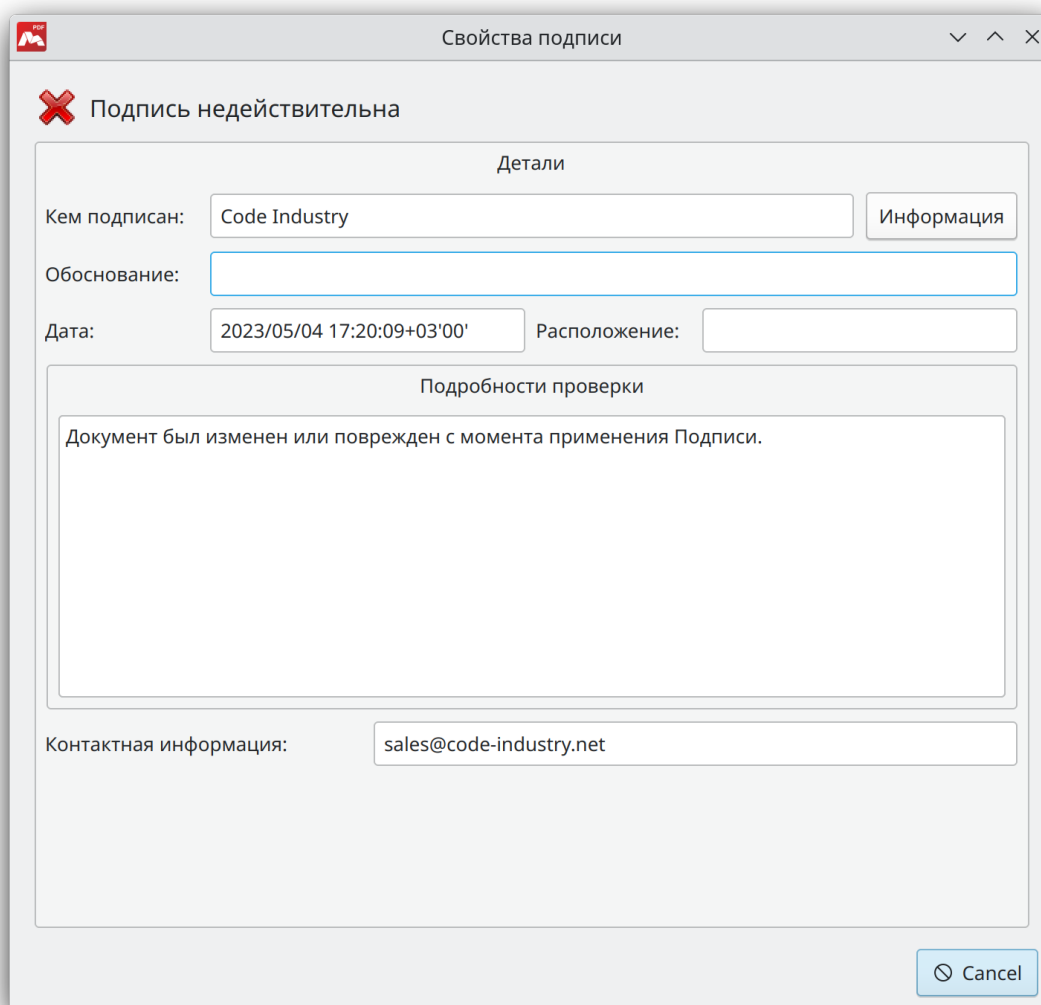 PDF
Свойства подписи
Подпись недействительна
Детали
Кем подписан: Code Industry Информация
Обоснование:
Дата: 2023/05/04 17:20:09+03'00' Расположение:
Подробности проверки
Документ был изменен или поврежден с момента применения Подписи.
Контактная информация: sales@code-industry.net
Cancel